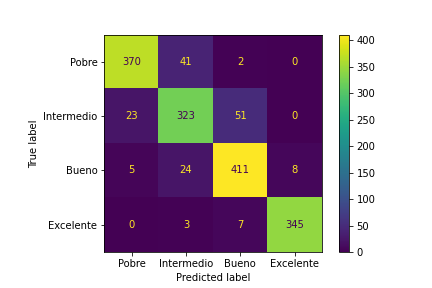 Pobre 370 41 2 0
Intermedio 23 323 51 0
Bueno 5 24 411 8
Excelente 0 3 7 345
Pobre Intermedio Bueno Excelente
Predicted label
True label
400
350
300
250
200
150
100
50
0